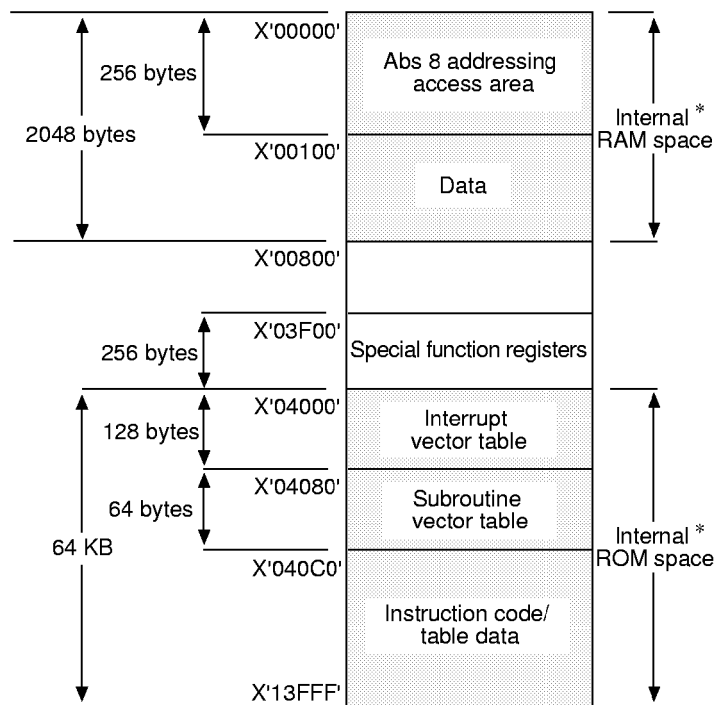 X'00000'
256 bytes
Abs 8 addressing
access area
2048 bytes
Internal *
RAM space
X'00100'
Data
X'00800'
X'03F00'
256 bytes
Special function registers
X'04000'
128 bytes
Interrupt
vector table
X'04080'
64 bytes
Subroutine
vector table
64 KB
Internal *
ROM space
X'040C0'
Instruction code/
table data
X'13FFF'